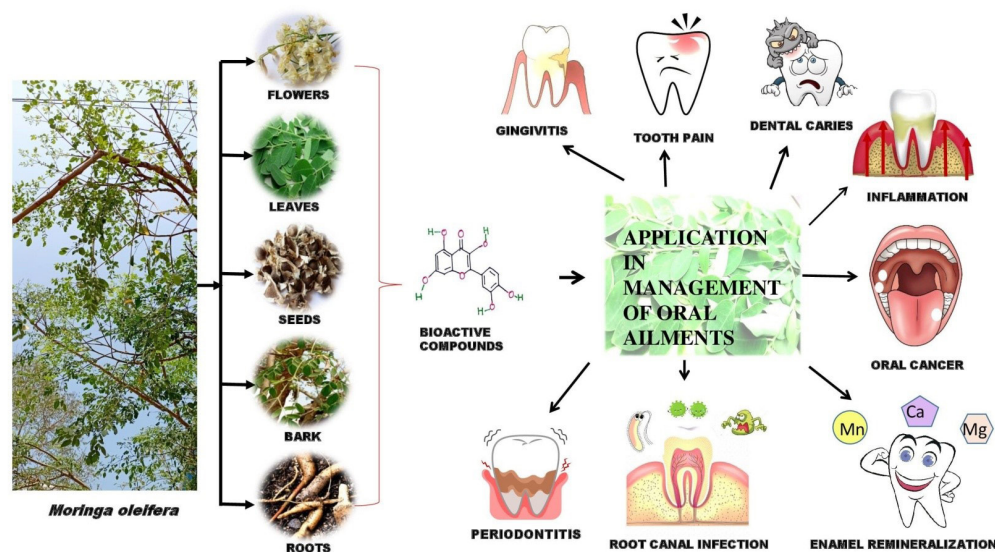 FLOWERS
LEAVES
SEEDS
BARK
ROOTS
Moringa oleifera
H
O
O
O
H
H
O
O
O
H
O
H
BIOACTIVE
COMPOUNDS
APPLICATION
IN
MANAGEMENT
OF ORAL
AILMENTS
GINGIVITIS
TOOTH PAIN
DENTAL CARIES
INFLAMMATION
ORAL CANCER
Mn
Ca
Mg
ENAMEL REMINERALIZATION
ROOT CANAL INFECTION
PERIODONTITIS